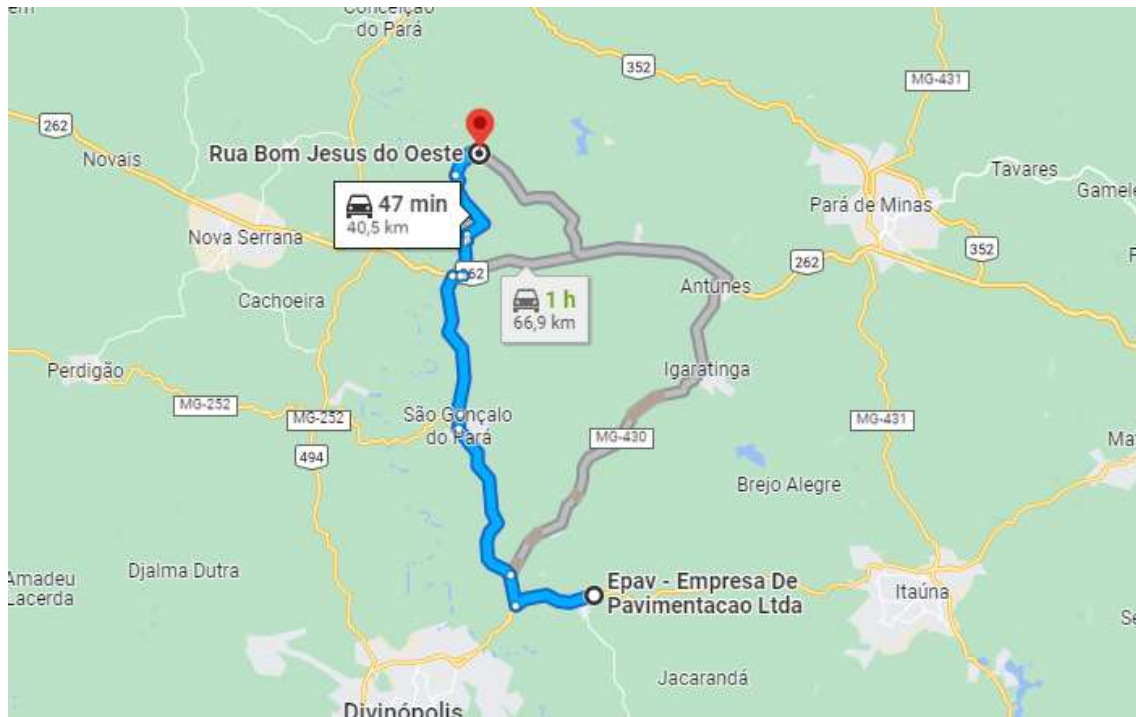 Conceição
do Pará
352
MG-431
262
Novais
Rua Bom Jesus do Oeste
Tavares
Pará de Minas
47 min
40,5 km
Nova Serrana
352
262
262
Antunes
Cachoeira
1 h
66,9 km
Igaratinga
Perdigão
MG-252
MG-252
São Gonçalo
do Pará
MG-430
MG-431
494
Brejo Alegre
Djalma Dutra
Amadeu
Lacerda
Epav - Empresa De
Pavimentacao Ltda
Itaúna
Jacarandá
Divinópolis